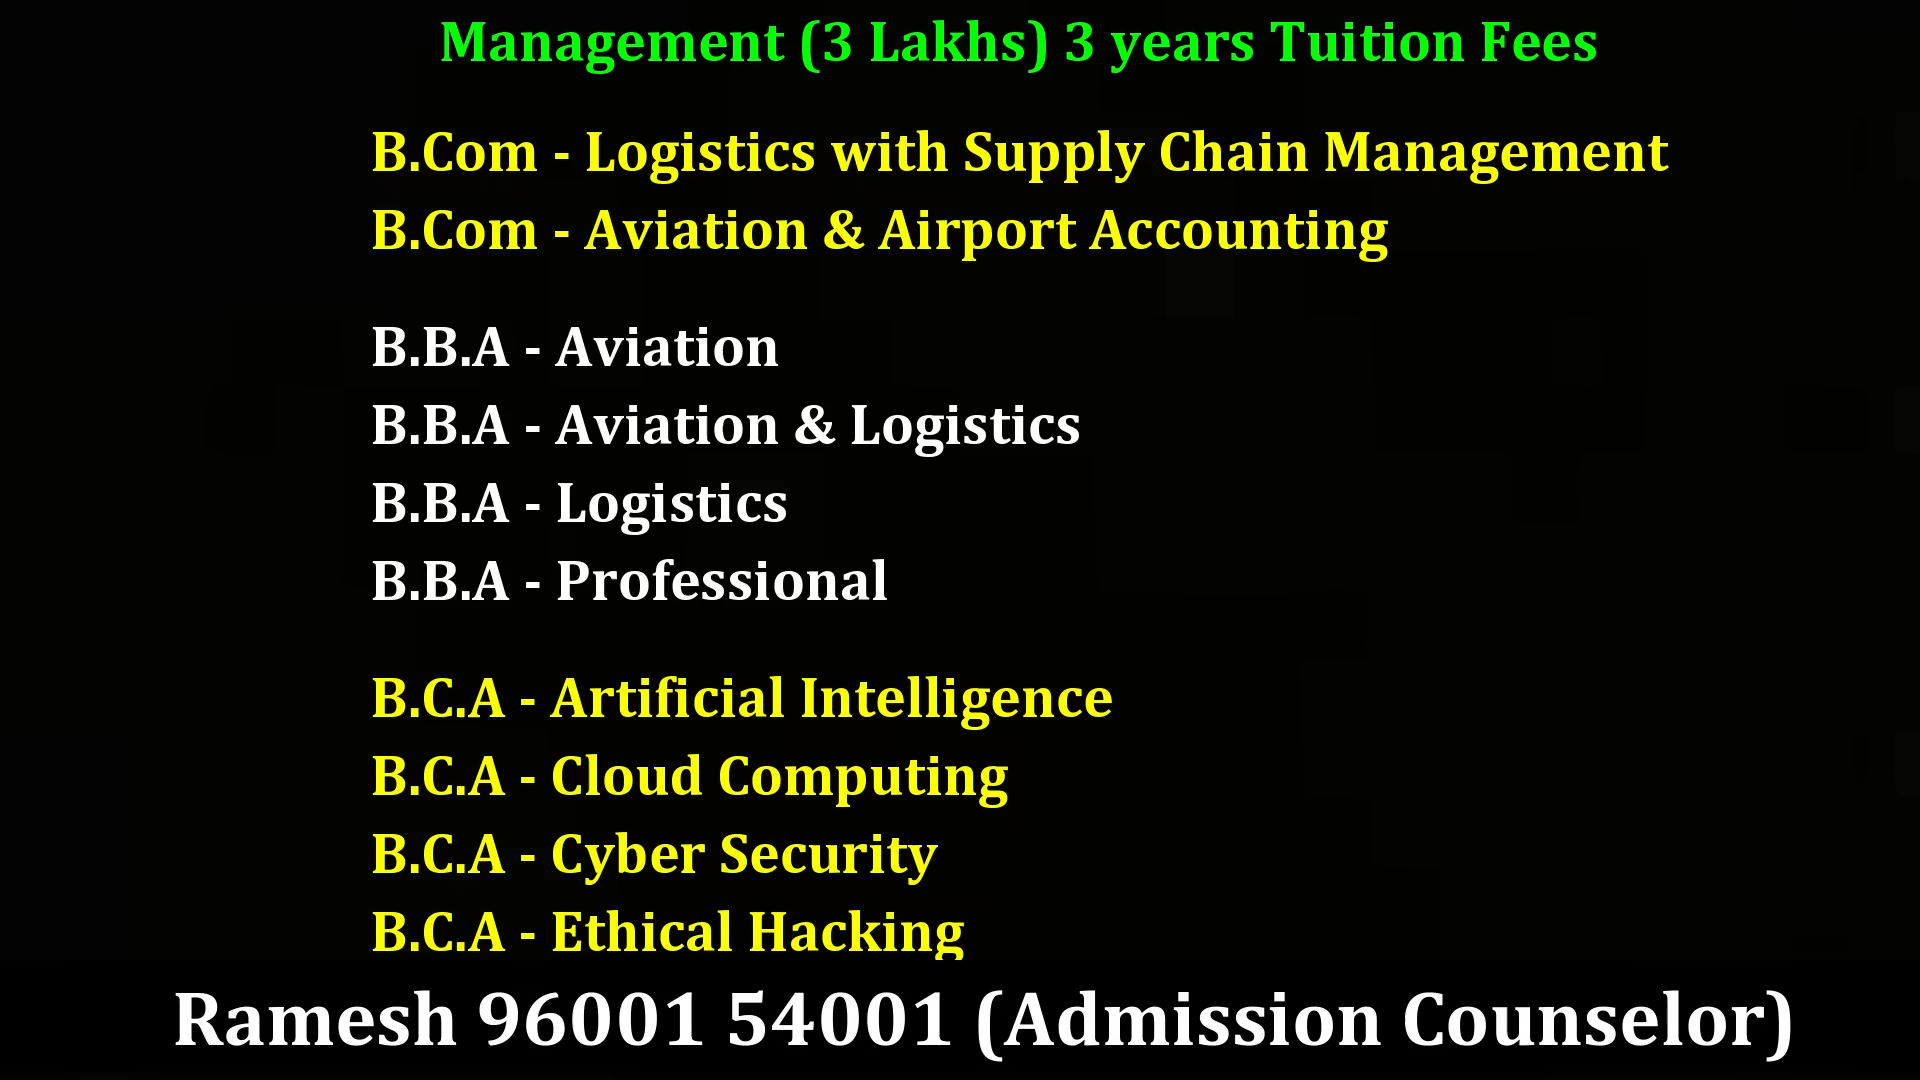 Management (3 Lakhs) 3 years Tuition Fees
B.Com - Logistics with Supply Chain Management
B.Com - Aviation & Airport Accounting
B.B.A - Aviation
B.B.A - Aviation & Logistics
B.B.A - Logistics
B.B.A - Professional
B.C.A - Artificial Intelligence
B.C.A - Cloud Computing
B.C.A - Cyber Security
B.C.A - Ethical Hacking
Ramesh 96001 54001 (Admission Counselor)